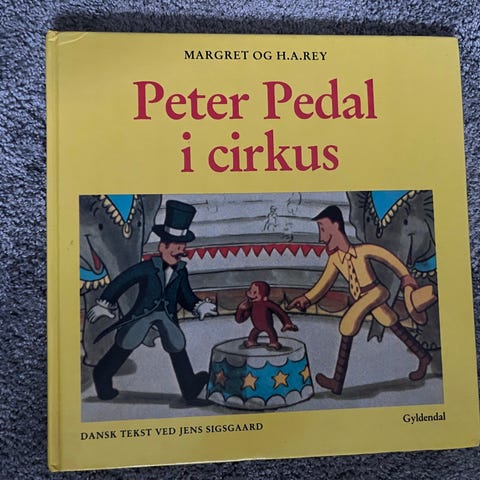 MARGRET OG H.A.REY
Peter Pedal
i cirkus
DANSK TEKST VED JENS SIGSGAARD
Gyldendal